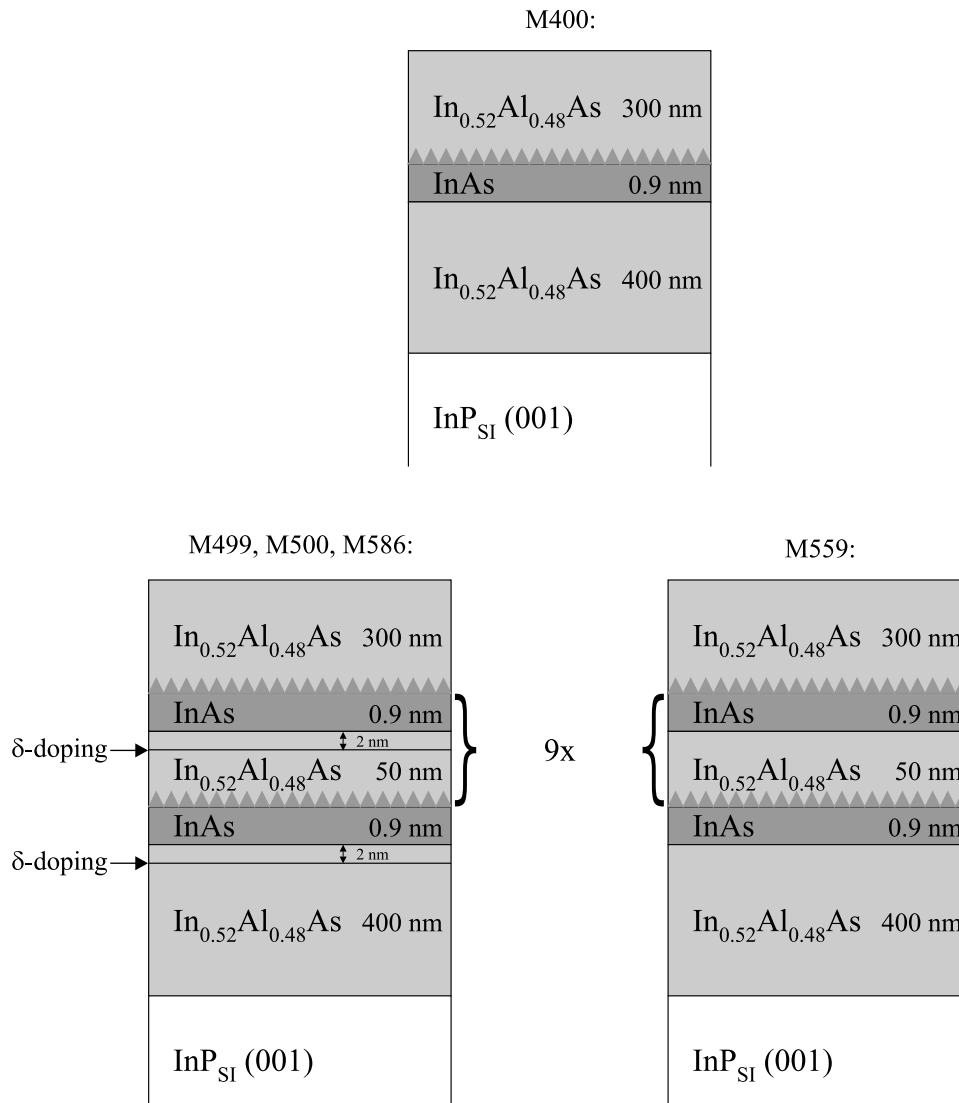 M400:
In0.52Al0.48As 300 nm
InAs 0.9 nm
In0.52Al0.48As 400 nm
InPSI (001)
M499, M500, M586:
In0.52Al0.48As 300 nm
InAs 0.9 nm
2 nm
δ-doping
In0.52Al0.48As 50 nm
InAs 0.9 nm
2 nm
δ-doping
In0.52Al0.48As 400 nm
InPSI (001)
9x
M559:
In0.52Al0.48As 300 nm
InAs 0.9 nm
In0.52Al0.48As 50 nm
InAs 0.9 nm
In0.52Al0.48As 400 nm
InPSI (001)